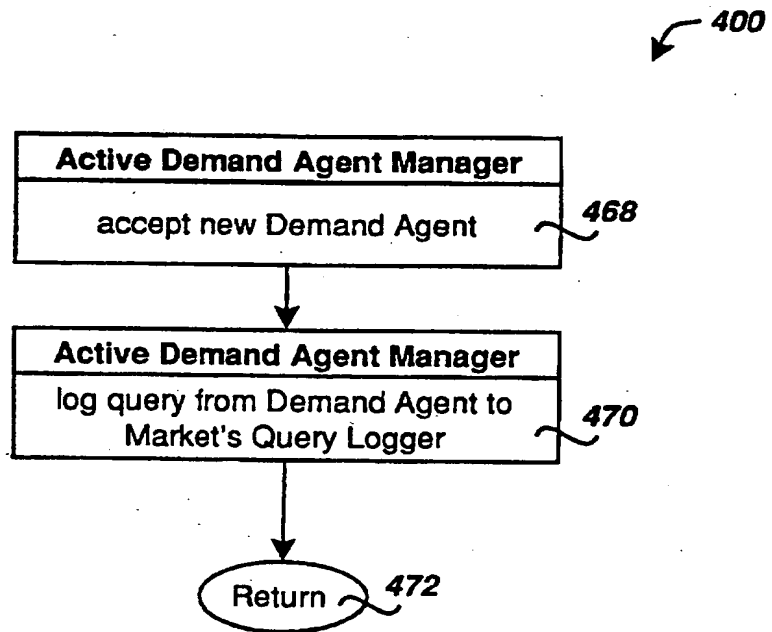 400
Active Demand Agent Manager
accept new Demand Agent
468
Active Demand Agent Manager
log query from Demand Agent to
Market's Query Logger
470
Return
472